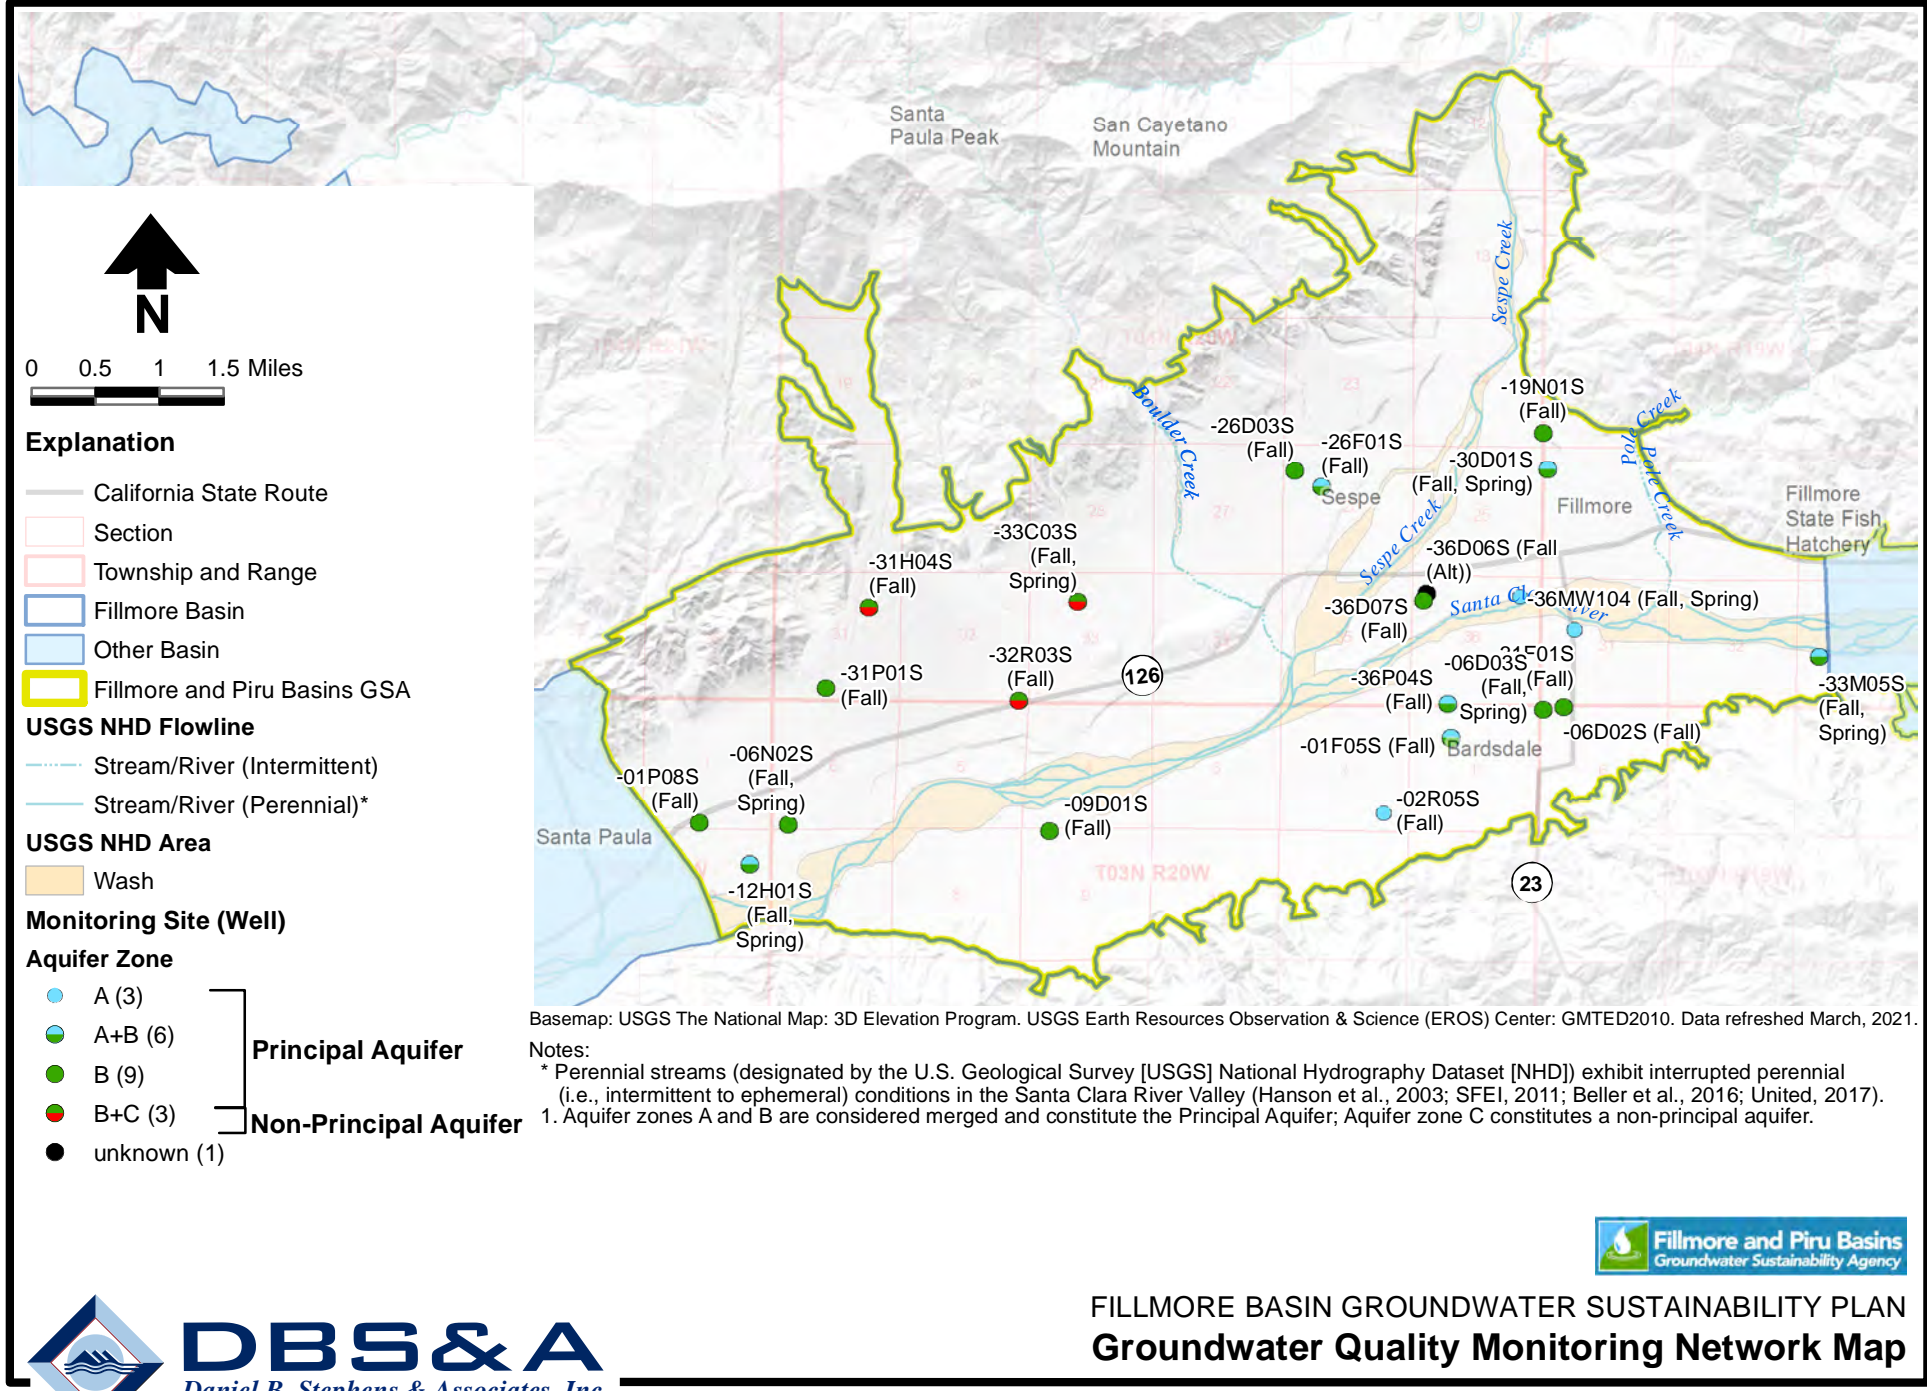 Santa
Paula Peak
San Cayetano
Mountain
N
0 0.5 1 1.5 Miles
Explanation
California State Route
Section
Township and Range
Fillmore Basin
Other Basin
Fillmore and Piru Basins GSA
USGS NHD Flowline
Stream/River (Intermittent)
Stream/River (Perennial)*
USGS NHD Area
Wash
Monitoring Site (Well)
Aquifer Zone
A (3)
A+B (6)
B (9)
B+C (3)
unknown (1)
Principal Aquifer
Non-Principal Aquifer
Sespe Creek
Boulder Creek
Pole Creek
Pole Creek
Sespe Creek
-19N01S
(Fall)
-26D03S
(Fall)
-26F01S
(Fall)
Sespe
-30D01S
(Fall, Spring)
Fillmore
Fillmore
State Fish
Hatchery
-33C03S
(Fall,
Spring)
-31H04S
(Fall)
-36D06S (Fall
(Alt))
-36D07S
(Fall)
Santa
-36MW104 (Fall, Spring)
-31P01S
(Fall)
-32R03S
(Fall)
126
-36P04S
(Fall)
-06D03S
(Fall,
Spring)
(Fall)
-06D02S (Fall)
-33M05S
(Fall,
Spring)
-01F05S (Fall)
Bardsdale
-06N02S
(Fall,
Spring)
-01P08S
(Fall)
-09D01S
(Fall)
-02R05S
(Fall)
Santa Paula
-12H01S
(Fall,
Spring)
T03N R20W
23
Basemap: USGS The National Map: 3D Elevation Program. USGS Earth Resources Observation & Science (EROS) Center: GMTED2010. Data refreshed March, 2021.
Notes:
* Perennial streams (designated by the U.S. Geological Survey [USGS] National Hydrography Dataset [NHD]) exhibit interrupted perennial
(i.e., intermittent to ephemeral) conditions in the Santa Clara River Valley (Hanson et al., 2003; SFEI, 2011; Beller et al., 2016; United, 2017).
1. Aquifer zones A and B are considered merged and constitute the Principal Aquifer; Aquifer zone C constitutes a non-principal aquifer.
Fillmore and Piru Basins
Groundwater Sustainability Agency
FILLMORE BASIN GROUNDWATER SUSTAINABILITY PLAN
Groundwater Quality Monitoring Network Map
DBS&A
Daniel B. Stephens & Associates, Inc.